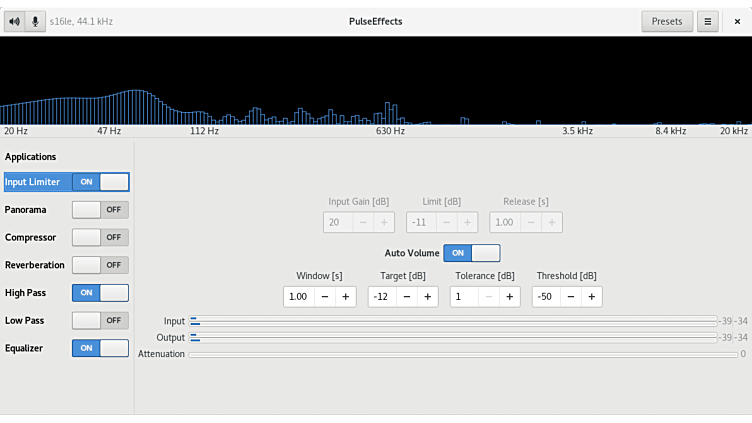 s16le, 44.1 kHz PulseEffects Presets
20 Hz 47 Hz 112 Hz 630 Hz 3.5 kHz 8.4 kHz 20 kHz
Applications
Input Limiter ON
Panorama OFF
Compressor OFF
Reverberation OFF
High Pass ON
Low Pass OFF
Equalizer ON
Input Gain [dB] Limit [dB] Release [s]
20 − + -11 − + 1.00 − +
Auto Volume ON
Window [s] Target [dB] Tolerance [dB] Threshold [dB]
1.00 − + -12 − + 1 − + -50 − +
Input -39 -34
Output -39 -34
Attenuation 0